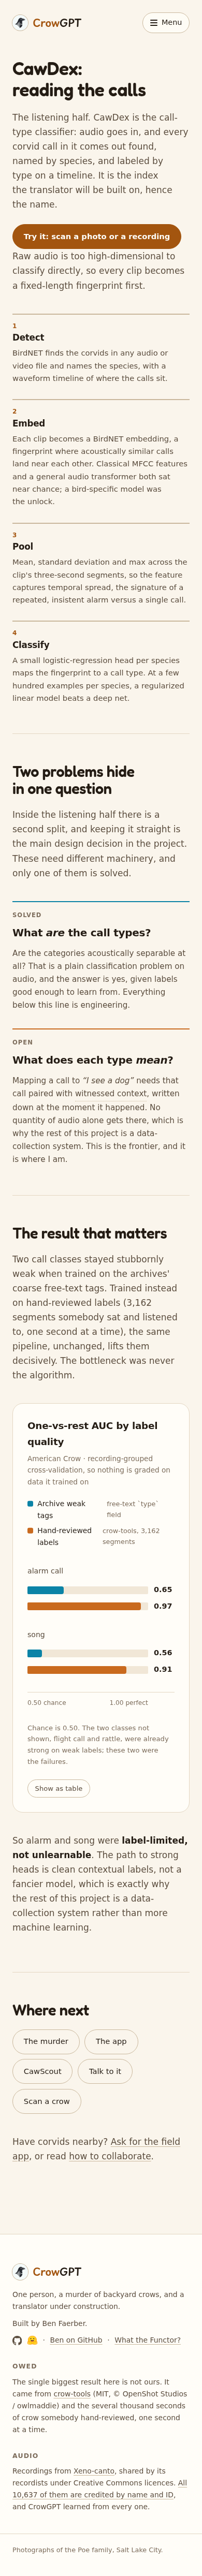 CrowGPT
Menu
CawDex:
reading the calls
The listening half. CawDex is the call-
type classifier: audio goes in, and every
corvid call in it comes out found,
named by species, and labeled by
type on a timeline. It is the index
the translator will be built on, hence
the name.
Try it: scan a photo or a recording
Raw audio is too high-dimensional to
classify directly, so every clip becomes
a fixed-length fingerprint first.
1
Detect
BirdNET finds the corvids in any audio or
video file and names the species, with a
waveform timeline of where the calls sit.
2
Embed
Each clip becomes a BirdNET embedding, a
fingerprint where acoustically similar calls
land near each other. Classical MFCC features
and a general audio transformer both sat
near chance; a bird-specific model was
the unlock.
3
Pool
Mean, standard deviation and max across the
clip's three-second segments, so the feature
captures temporal spread, the signature of a
repeated, insistent alarm versus a single call.
4
Classify
A small logistic-regression head per species
maps the fingerprint to a call type. At a few
hundred examples per species, a regularized
linear model beats a deep net.
Two problems hide
in one question
Inside the listening half there is a
second split, and keeping it straight is
the main design decision in the project.
These need different machinery, and
only one of them is solved.
SOLVED
What are the call types?
Are the categories acoustically separable at
all? That is a plain classification problem on
audio, and the answer is yes, given labels
good enough to learn from. Everything
below this line is engineering.
OPEN
What does each type mean?
Mapping a call to “I see a dog” needs that
call paired with witnessed context, written
down at the moment it happened. No
quantity of audio alone gets there, which is
why the rest of this project is a data-
collection system. This is the frontier, and it
is where I am.
The result that matters
Two call classes stayed stubbornly
weak when trained on the archives'
coarse free-text tags. Trained instead
on hand-reviewed labels (3,162
segments somebody sat and listened
to, one second at a time), the same
pipeline, unchanged, lifts them
decisively. The bottleneck was never
the algorithm.
One-vs-rest AUC by label
quality
American Crow · recording-grouped
cross-validation, so nothing is graded on
data it trained on
Archive weak free-text `type`
tags field
Hand-reviewed crow-tools, 3,162
labels segments
alarm call
0.65
0.97
song
0.56
0.91
0.50 chance 1.00 perfect
Chance is 0.50. The two classes not
shown, flight call and rattle, were already
strong on weak labels; these two were
the failures.
Show as table
So alarm and song were label-limited,
not unlearnable. The path to strong
heads is clean contextual labels, not a
fancier model, which is exactly why
the rest of this project is a data-
collection system rather than more
machine learning.
Where next
The murder
The app
CawScout
Talk to it
Scan a crow
Have corvids nearby? Ask for the field
app, or read how to collaborate.
CrowGPT
One person, a murder of backyard crows, and a
translator under construction.
Built by Ben Faerber.
· Ben on GitHub · What the Functor?
OWED
The single biggest result here is not ours. It
came from crow-tools (MIT, © OpenShot Studios
/ owlmaddie) and the several thousand seconds
of crow somebody hand-reviewed, one second
at a time.
AUDIO
Recordings from Xeno-canto, shared by its
recordists under Creative Commons licences. All
10,637 of them are credited by name and ID,
and CrowGPT learned from every one.
Photographs of the Poe family, Salt Lake City.